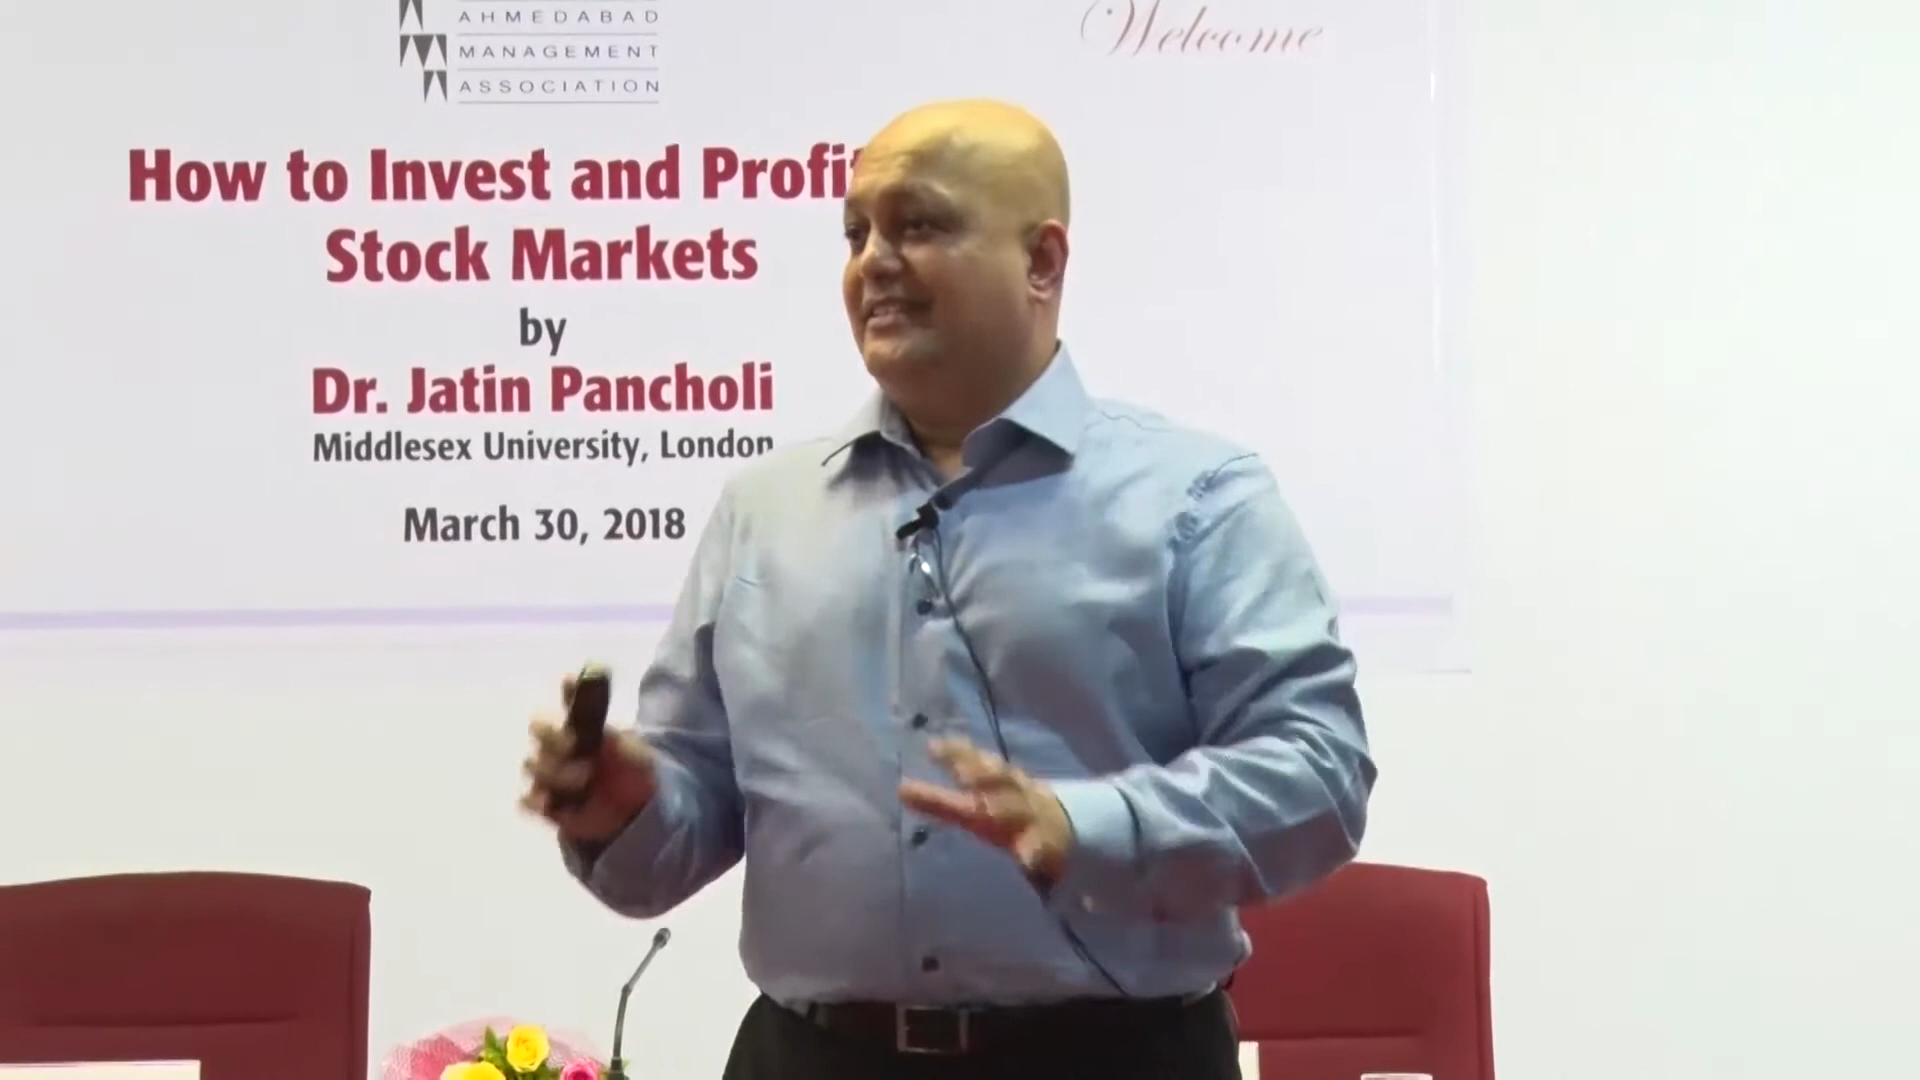 AHMEDABAD
MANAGEMENT
ASSOCIATION
Welcome
How to Invest and Profi
Stock Markets
by
Dr. Jatin Pancholi
Middlesex University, London
March 30, 2018